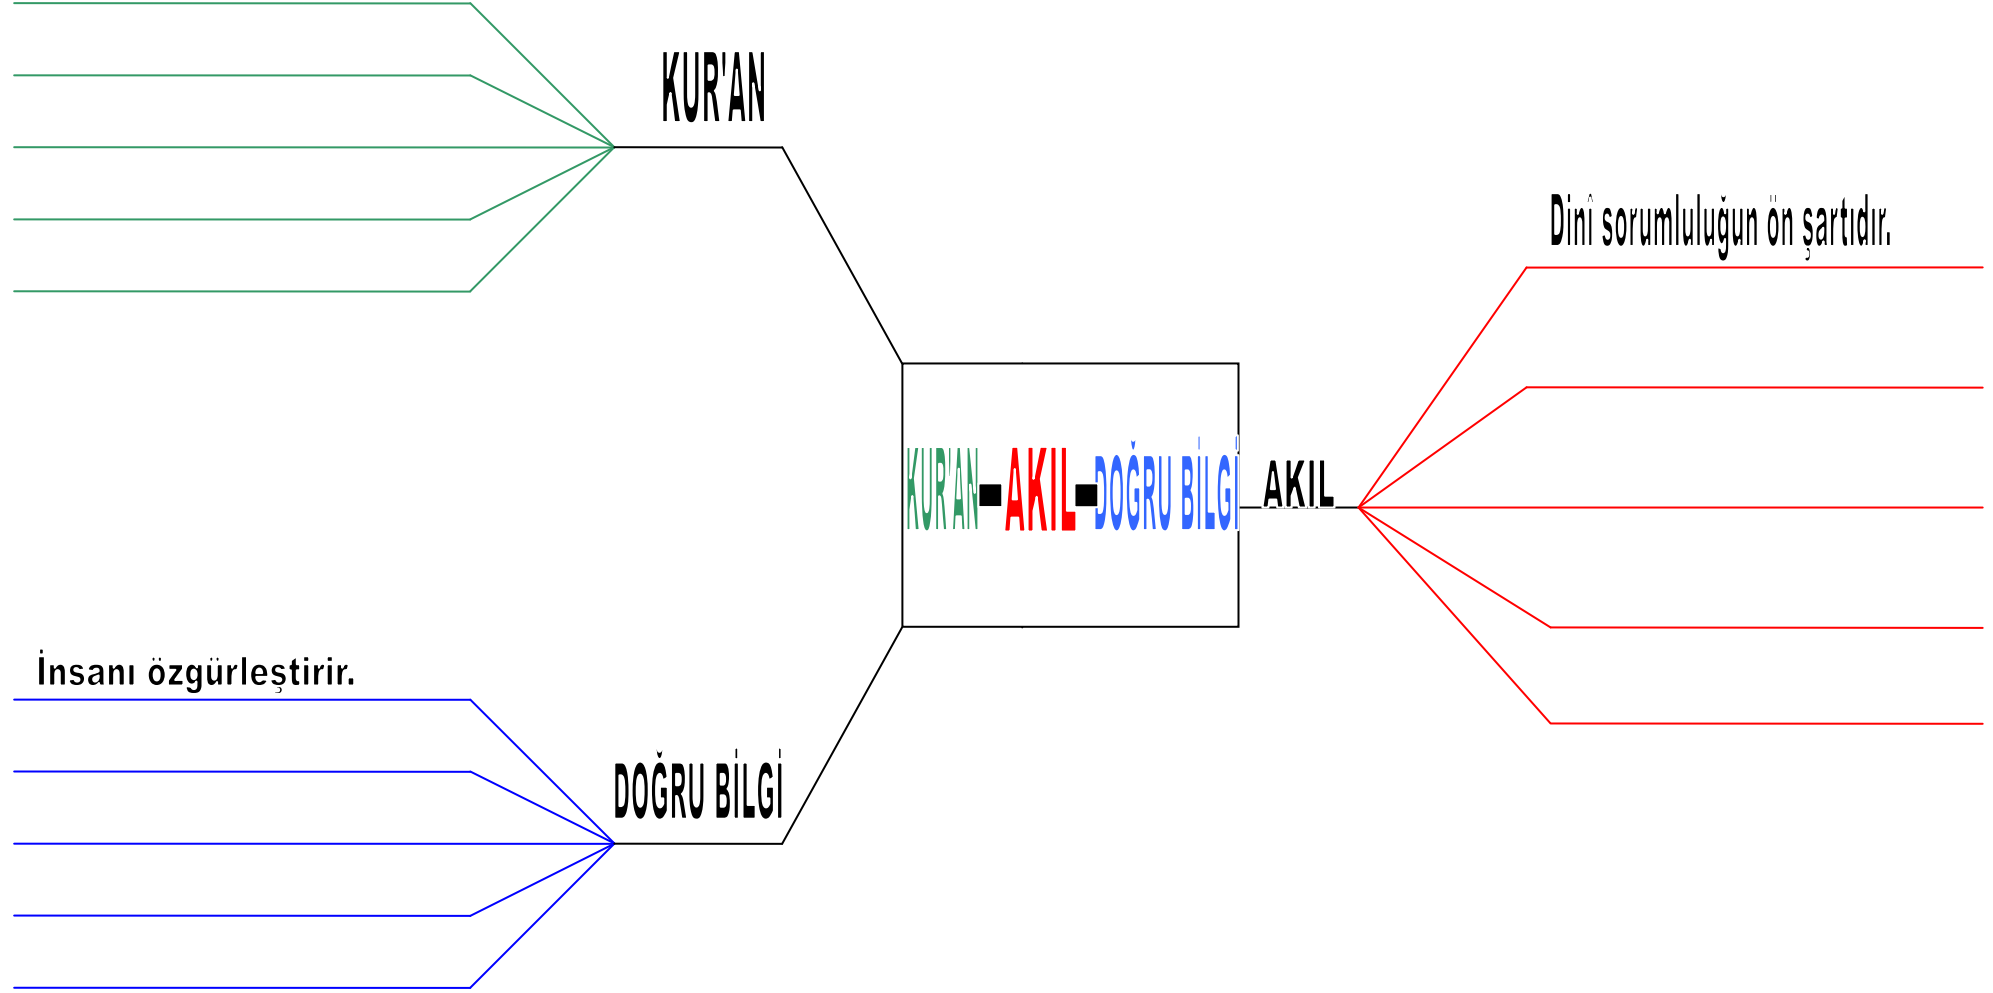 KUR'AN
Dinî sorumluluğun ön şartıdır.
KUR'AN-AKIL-DOĞRU BİLGİ
AKIL
İnsanı özgürleştirir.
DOĞRU BİLGİ